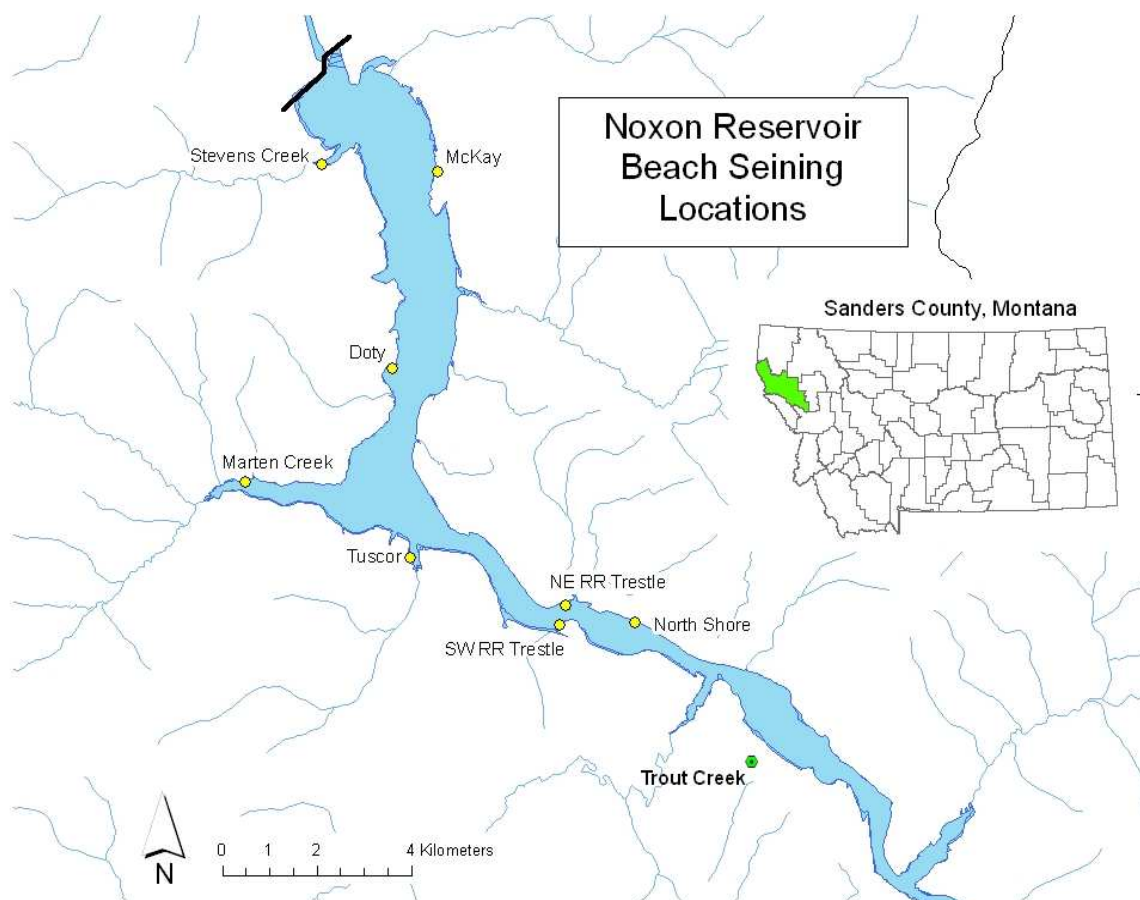 Noxon Reservoir
Beach Seining
Locations
Stevens Creek
McKay
Sanders County, Montana
Doty
Marten Creek
Tuscor
NE RR Trestle
North Shore
SW RR Trestle
Trout Creek
0 1 2 4 Kilometers
N